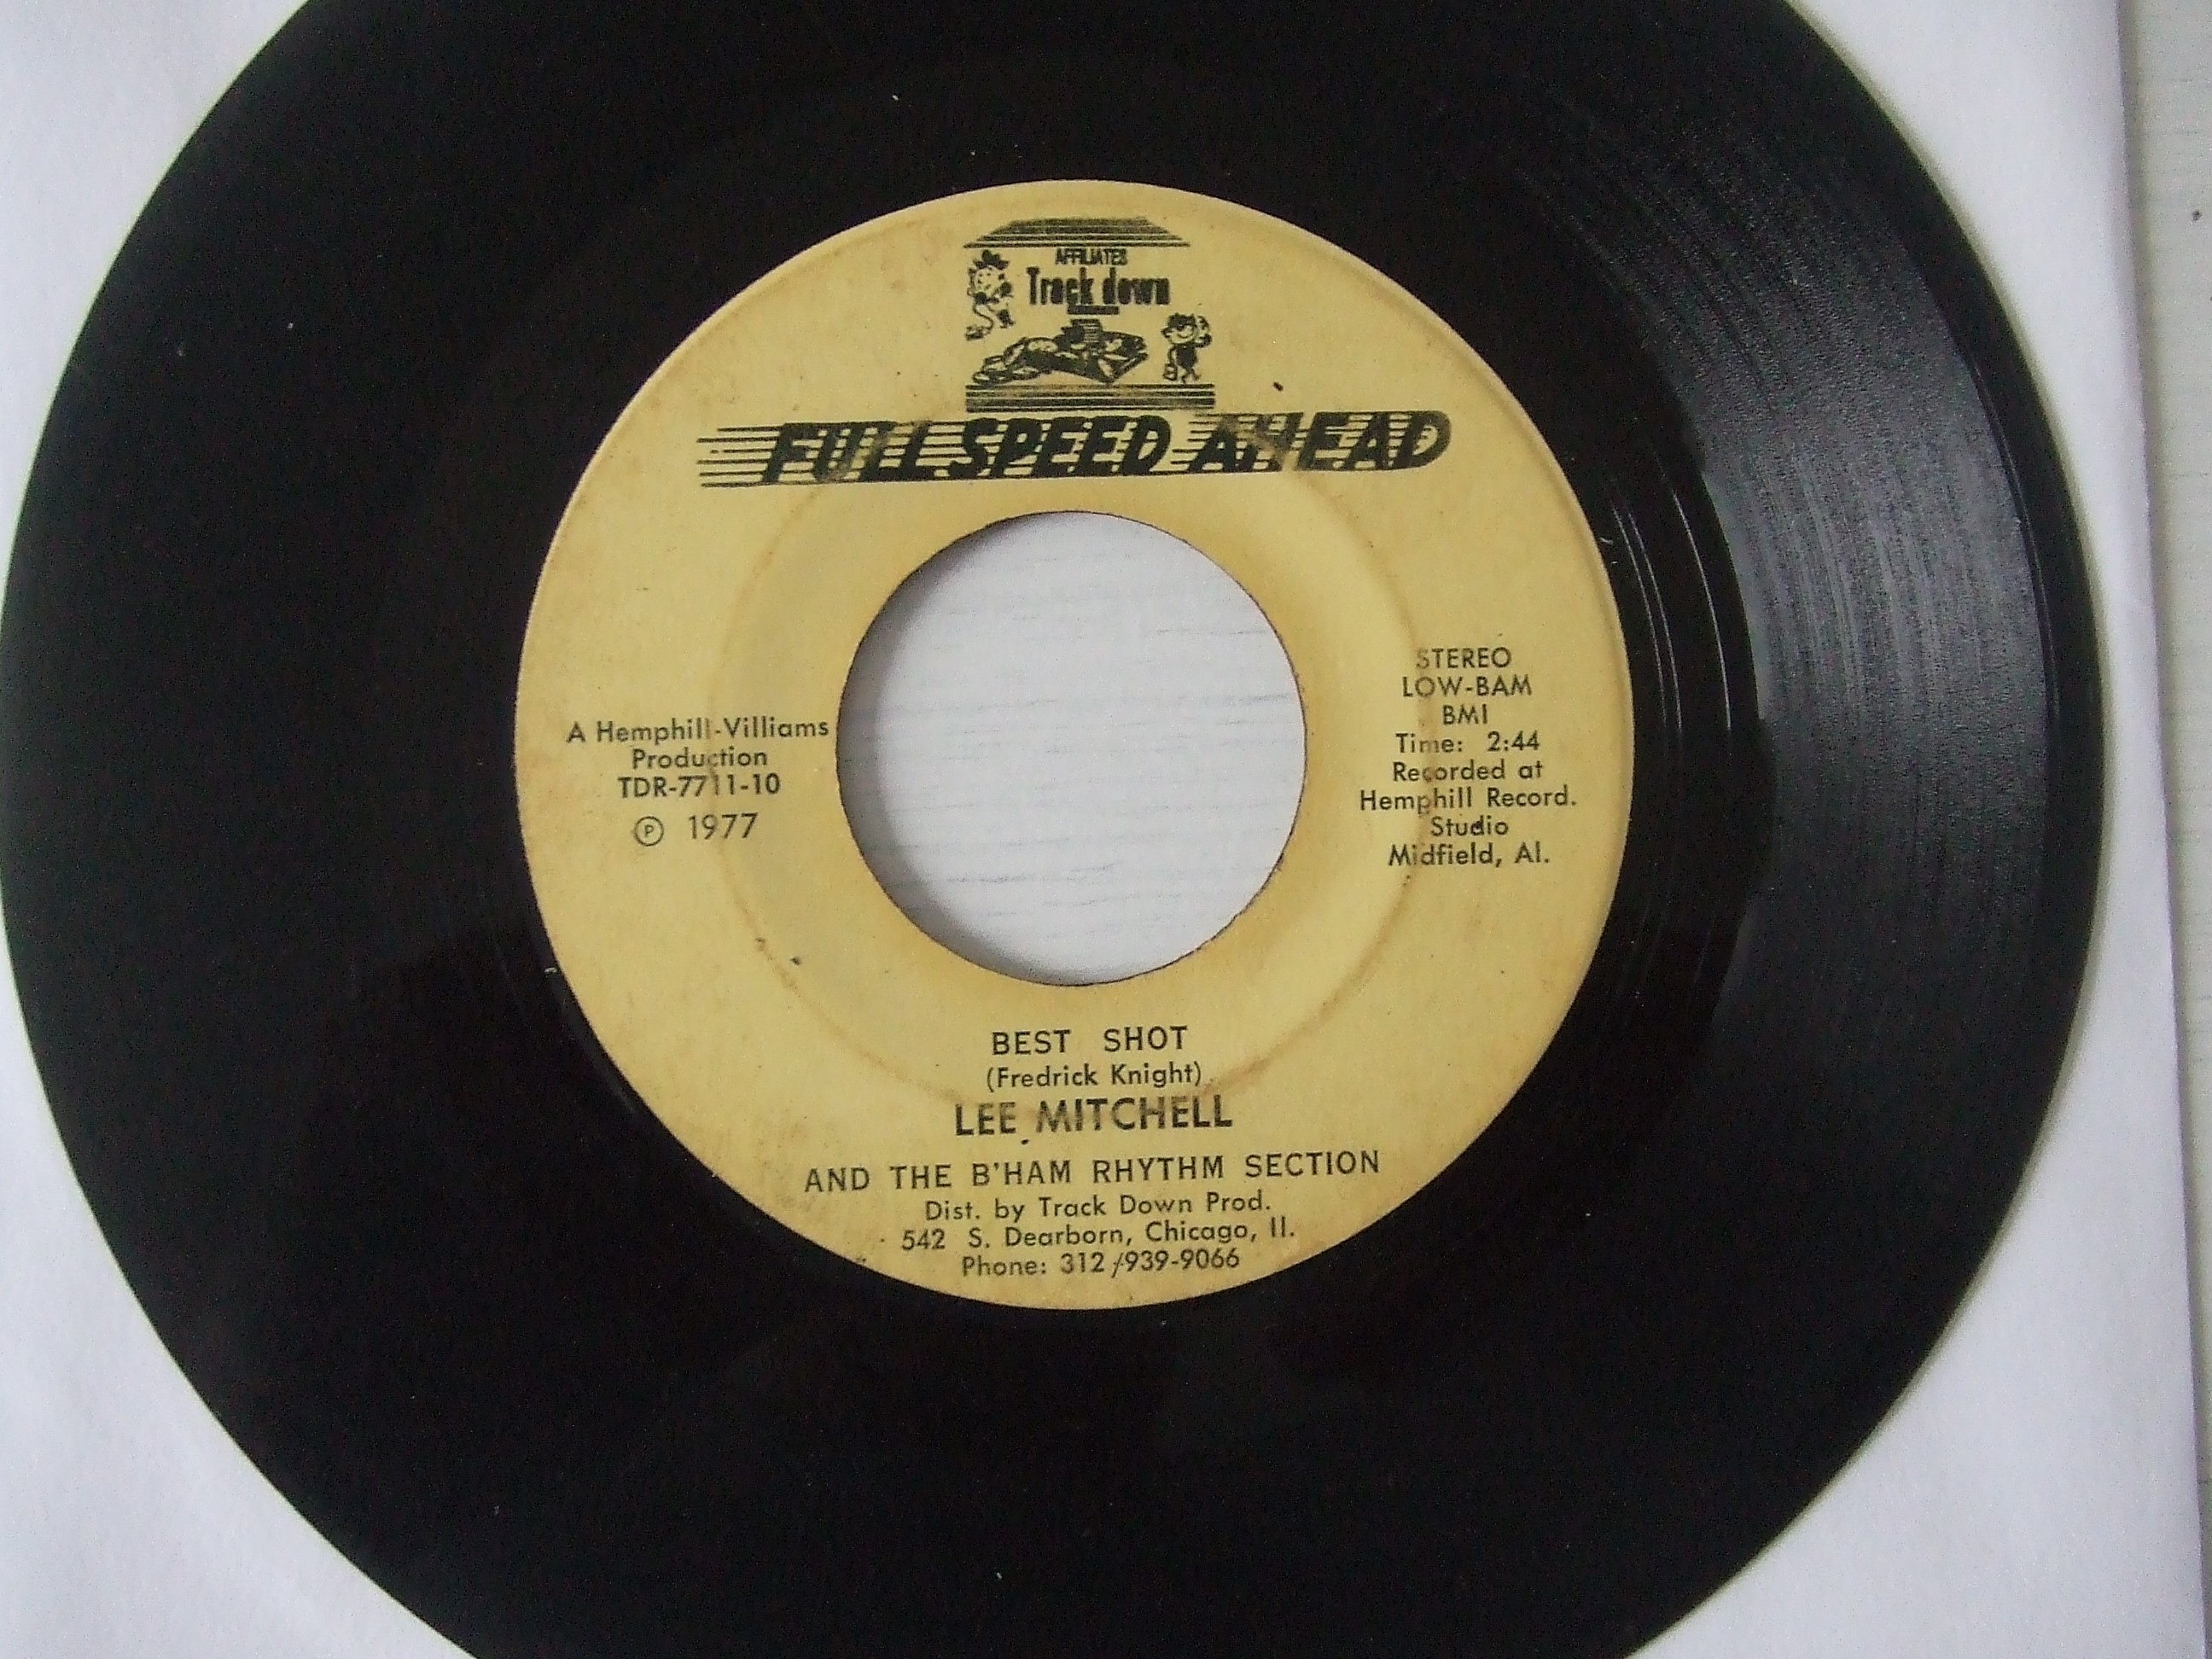 AFFILIATES
Track down
FULL SPEED AHEAD
A Hemphill-Villiams
Production
TDR-7711-10
Ⓟ 1977
STEREO
LOW-BAM
BMI
Time: 2:44
Recorded at
Hemphill Record.
Studio
Midfield, Al.
BEST SHOT
(Fredrick Knight)
LEE MITCHELL
AND THE B'HAM RHYTHM SECTION
Dist. by Track Down Prod.
542 S. Dearborn, Chicago, Il.
Phone: 312/939-9066